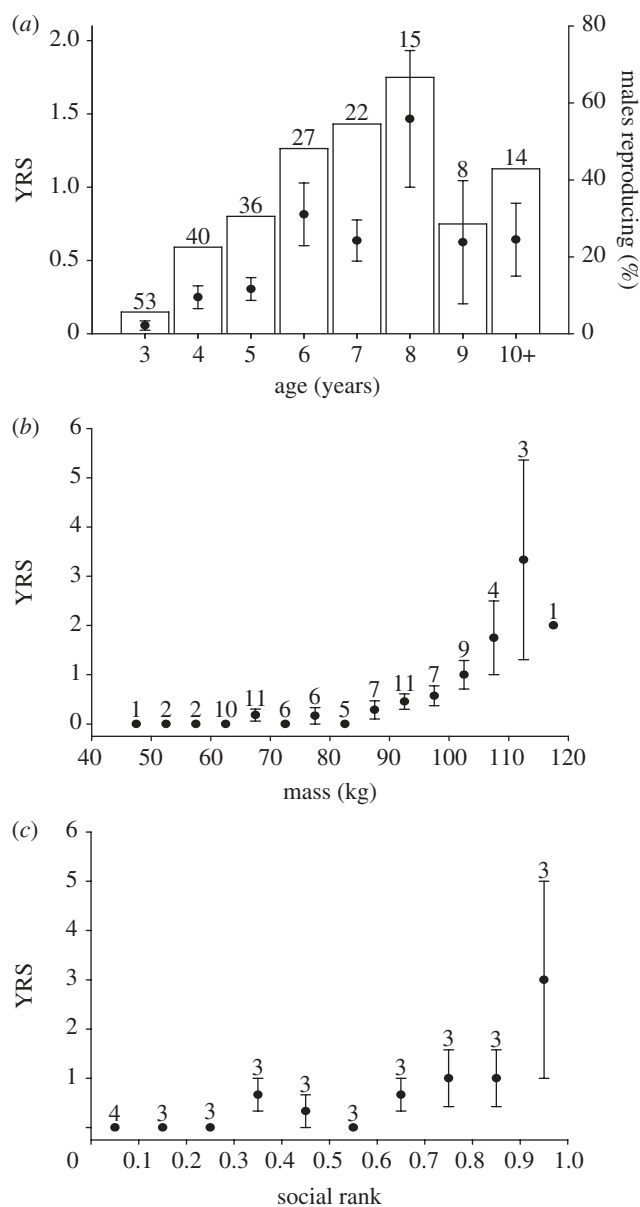 (a)
2.0
1.5
1.0
0.5
0
YRS
80
60
40
20
0
males reproducing (%)
53 40 36 27 22 15 8 14
3 4 5 6 7 8 9 10+
age (years)
(b)
6
5
4
3
2
1
0
YRS
1 2 2 10 11 6 6 5 7 11 7 9 4 3 1
40 50 60 70 80 90 100 110 120
mass (kg)
(c)
6
5
4
3
2
1
YRS
4 3 3 3 3 3 3 3 3 3
0 0.1 0.2 0.3 0.4 0.5 0.6 0.7 0.8 0.9 1.0
social rank